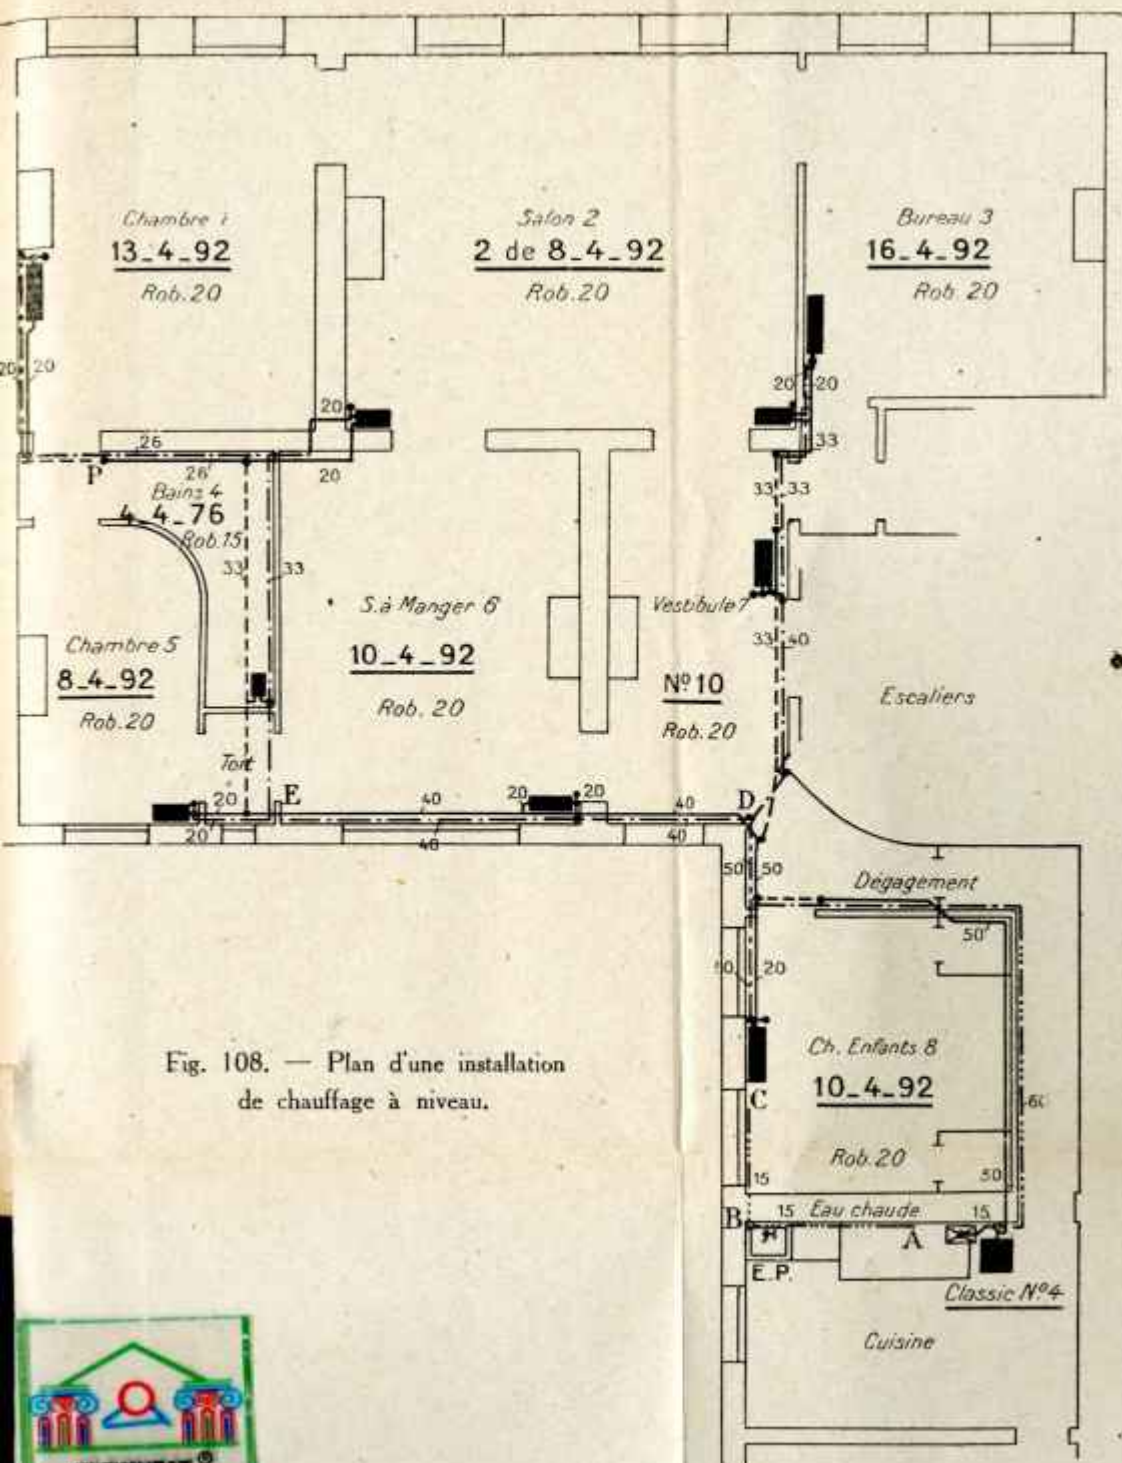 Chambre 1
13_4_92
Rob. 20
Salon 2
2 de 8_4_92
Rob. 20
Bureau 3
16_4_92
Rob. 20
20
20
20
20
20
33
26
P
26
20
Bains 4
4_4_76
Rob. 15
33
33
33
33
S. à Manger 6
10_4_92
Rob. 20
Vestibule 7
Nº 10
Rob. 20
33
40
Chambre 5
8_4_92
Rob. 20
Escaliers
20
E
40
20
20
40
D
20
40
40
50
50
Dégagement
50
20
Ch. Enfants 8
10_4_92
Rob. 20
C
15
50
B
15
Eau chaude
15
A
E.P.
Classic Nº 4
Cuisine
Fig. 108. — Plan d'une installation
de chauffage à niveau.